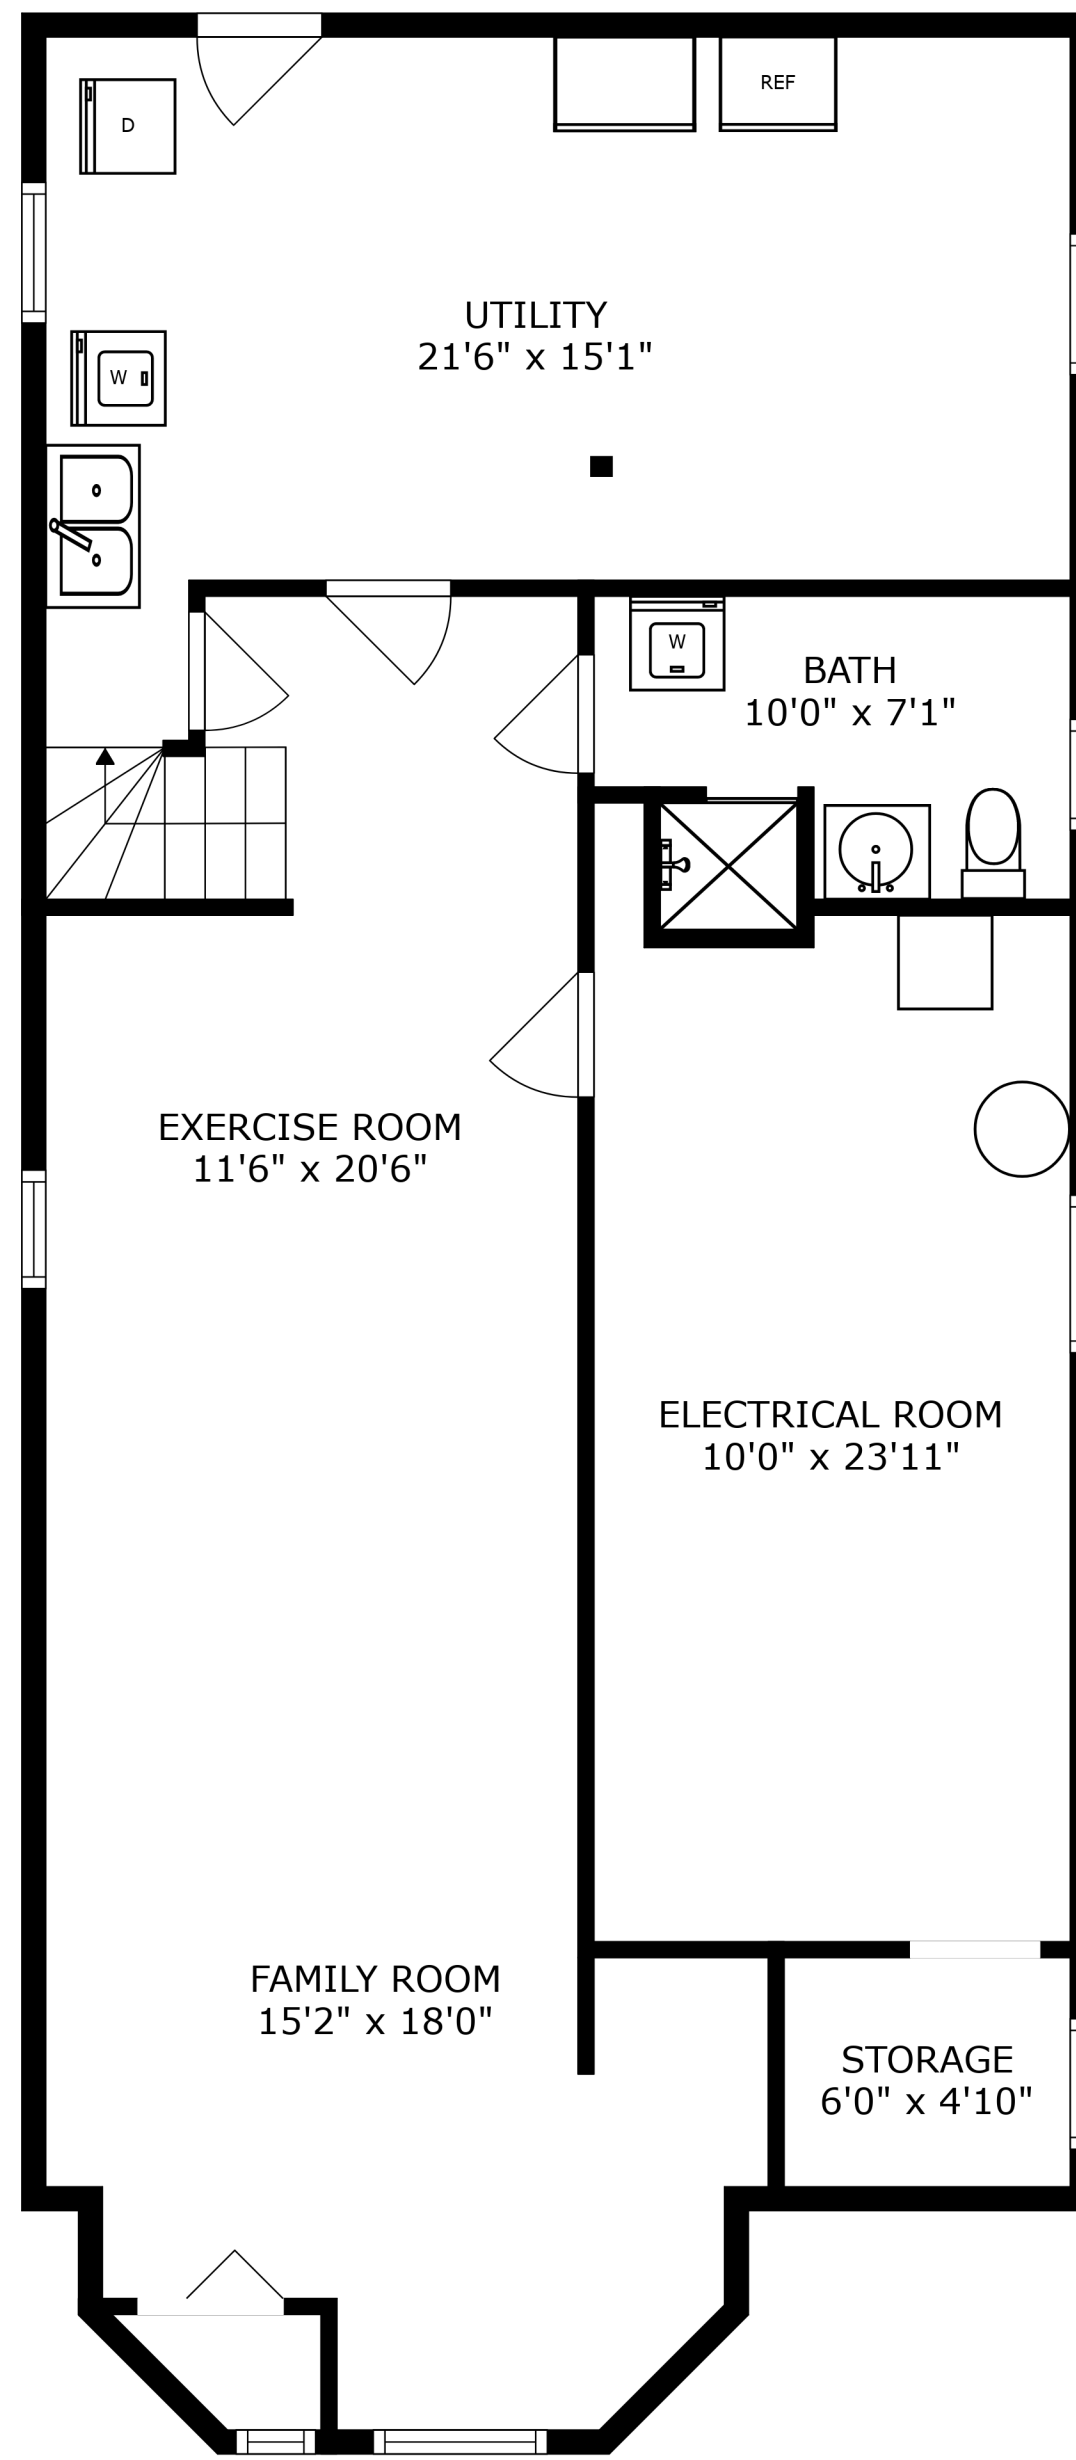 REF
D
UTILITY
21'6" x 15'1"
W
W
BATH
10'0" x 7'1"
EXERCISE ROOM
11'6" x 20'6"
ELECTRICAL ROOM
10'0" x 23'11"
FAMILY ROOM
15'2" x 18'0"
STORAGE
6'0" x 4'10"